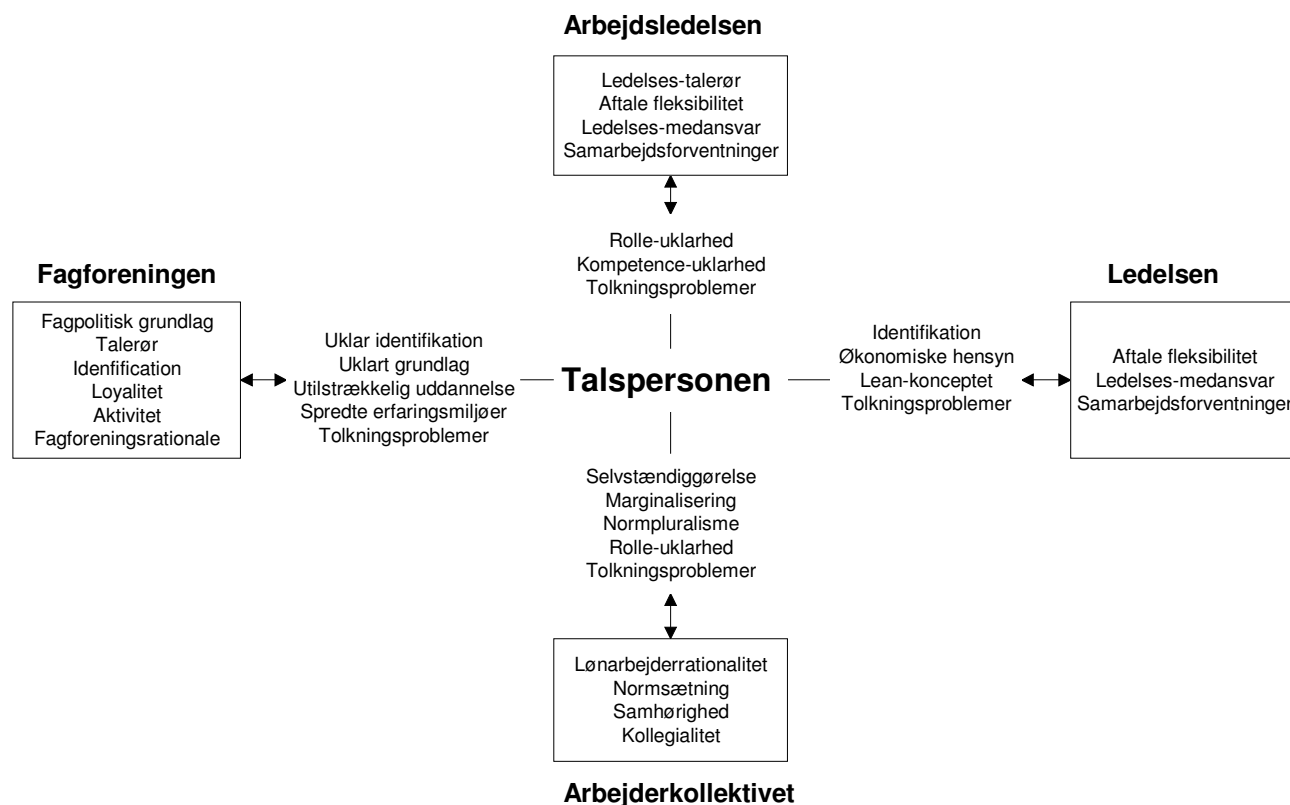 Arbejdsledelsen
Ledelses-talerør
Aftale fleksibilitet
Ledelses-medansvar
Samarbejdsforventninger
Rolle-uklarhed
Kompetence-uklarhed
Tolkningsproblemer
Fagforeningen
Fagpolitisk grundlag
Talerør
Idenfification
Loyalitet
Aktivitet
Fagforeningsrationale
Uklar identifikation
Uklart grundlag
Utilstrækkelig uddannelse
Spredte erfaringsmiljøer
Tolkningsproblemer
Talspersonen
Identifikation
Økonomiske hensyn
Lean-konceptet
Tolkningsproblemer
Ledelsen
Aftale fleksibilitet
Ledelses-medansvar
Samarbejdsforventninger
Selvstændiggørelse
Marginalisering
Normpluralisme
Rolle-uklarhed
Tolkningsproblemer
Lønarbejderrationalitet
Normsætning
Samhørighed
Kollegialitet
Arbejderkollektivet